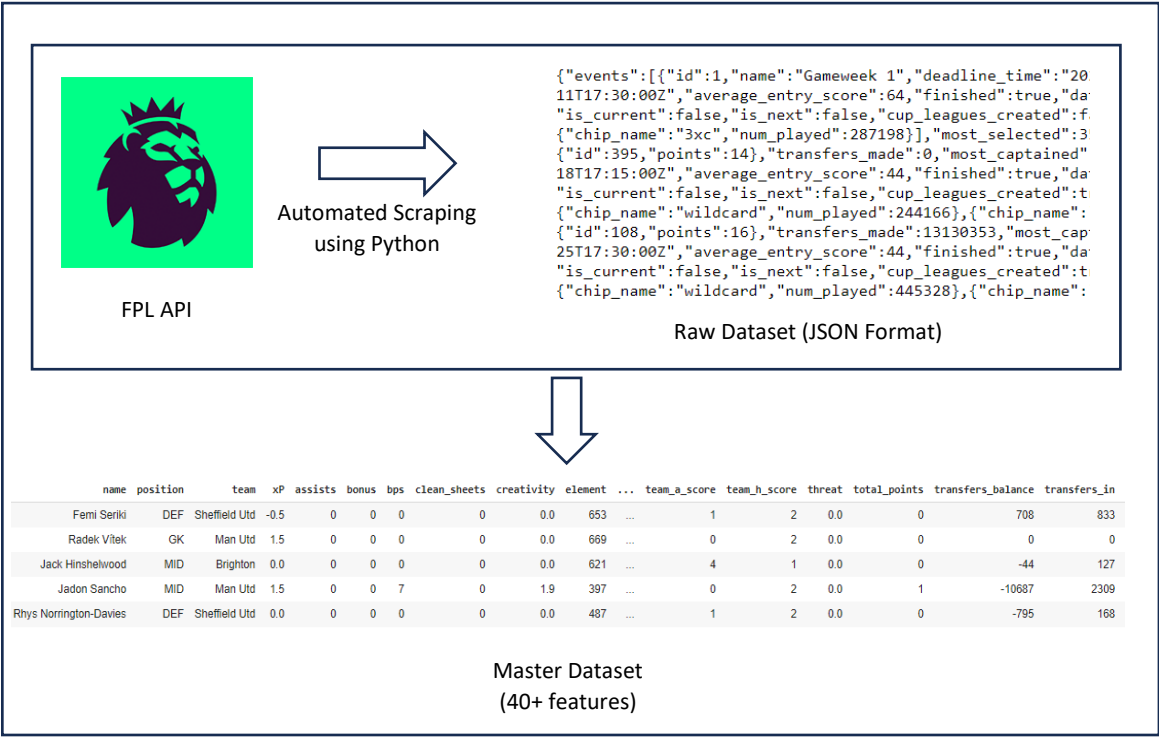 {"events":[{"id":1,"name":"Gameweek 1","deadline_time":"20
11T17:30:00Z","average_entry_score":64,"finished":true,"da
"is_current":false,"is_next":false,"cup_leagues_created":f
{"chip_name":"3xc","num_played":287198}],"most_selected":3
{"id":395,"points":14},"transfers_made":0,"most_captained"
18T17:15:00Z","average_entry_score":44,"finished":true,"da
"is_current":false,"is_next":false,"cup_leagues_created":t
{"chip_name":"wildcard","num_played":244166},{"chip_name":
{"id":108,"points":16},"transfers_made":13130353,"most_cap
25T17:30:00Z","average_entry_score":44,"finished":true,"da
"is_current":false,"is_next":false,"cup_leagues_created":t
{"chip_name":"wildcard","num_played":445328},{"chip_name":
Automated Scraping
using Python
FPL API
Raw Dataset (JSON Format)
name position team xP assists bonus bps clean_sheets creativity element ... team_a_score team_h_score threat total_points transfers_balance transfers_in
Femi Seriki DEF Sheffield Utd -0.5 0 0 0 0 0.0 653 ... 1 2 0.0 0 708 833
Radek Vítek GK Man Utd 1.5 0 0 0 0 0.0 669 ... 0 2 0.0 0 0 0
Jack Hinshelwood MID Brighton 0.0 0 0 0 0 0.0 621 ... 4 1 0.0 0 -44 127
Jadon Sancho MID Man Utd 1.5 0 0 7 0 1.9 397 ... 0 2 0.0 1 -10687 2309
Rhys Norrington-Davies DEF Sheffield Utd 0.0 0 0 0 0 0.0 487 ... 1 2 0.0 0 -795 168
Master Dataset
(40+ features)